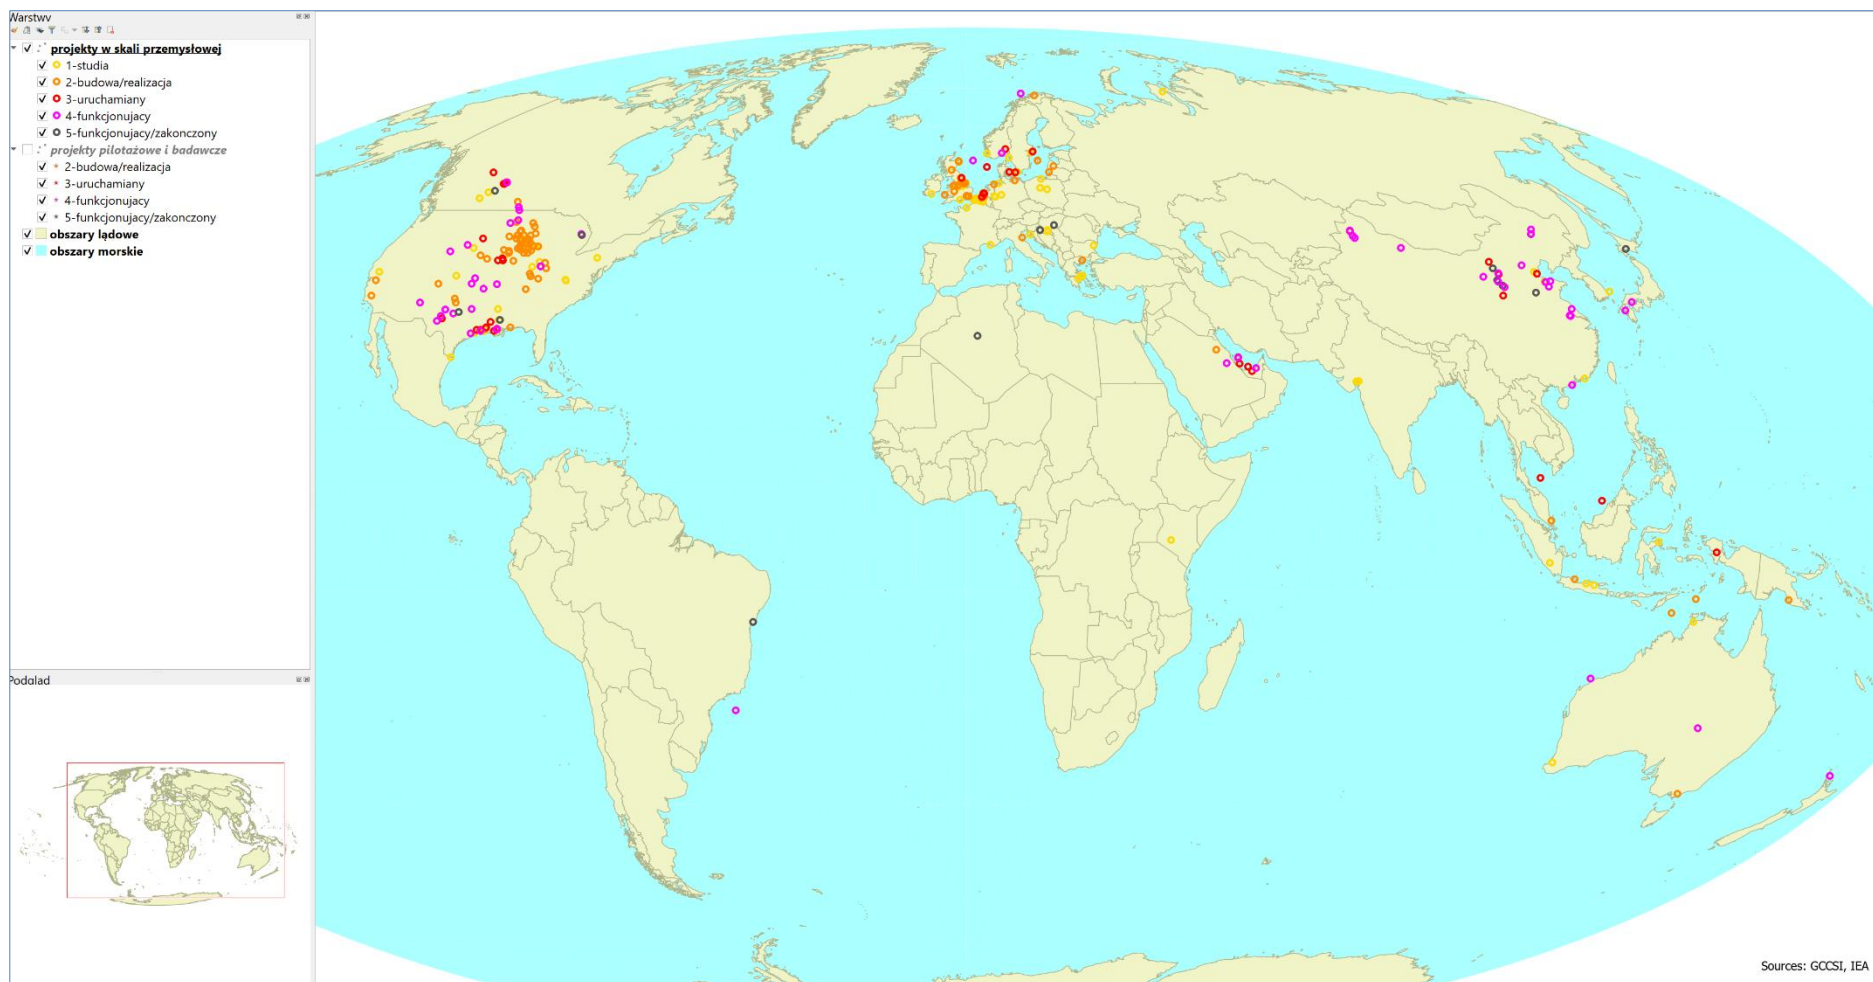 Warstwy
projekty w skali przemysłowej
1-studia
2-budowa/realizacja
3-uruchamiany
4-funkcjonujacy
5-funkcjonujacy/zakonczony
projekty pilotażowe i badawcze
2-budowa/realizacja
3-uruchamiany
4-funkcjonujacy
5-funkcjonujacy/zakonczony
obszary lądowe
obszary morskie
Podgląd
Sources: GCCSI, IEA